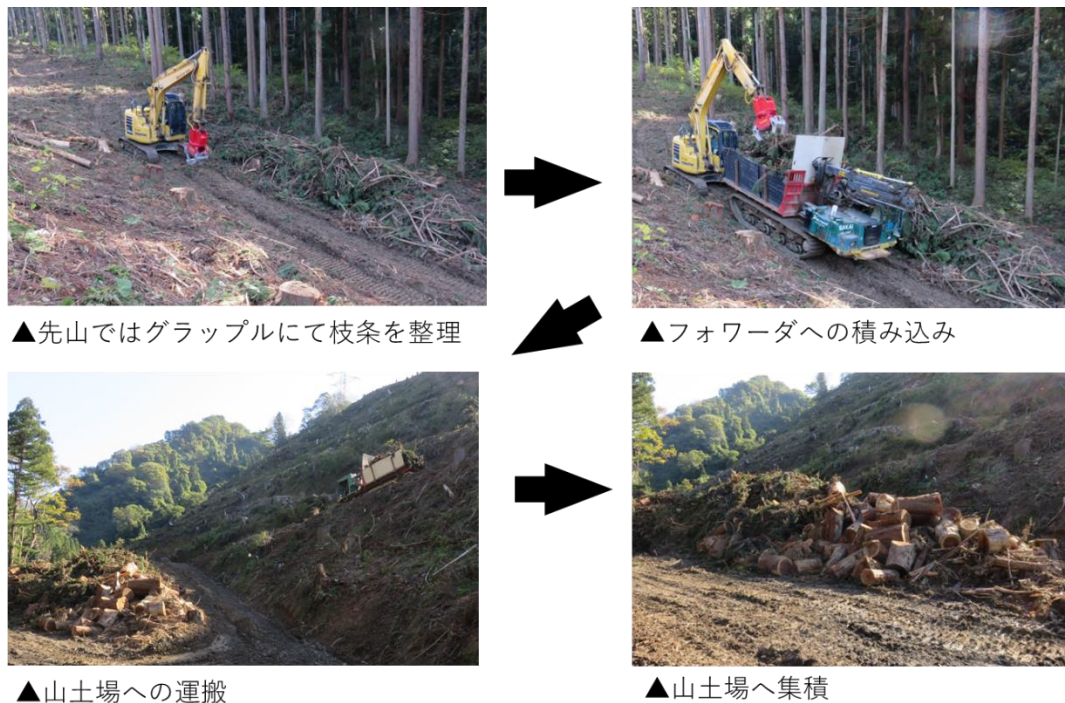 ▲先山ではグラップルにて枝条を整理
▲フォワーダへの積み込み
▲山土場への運搬
▲山土場へ集積